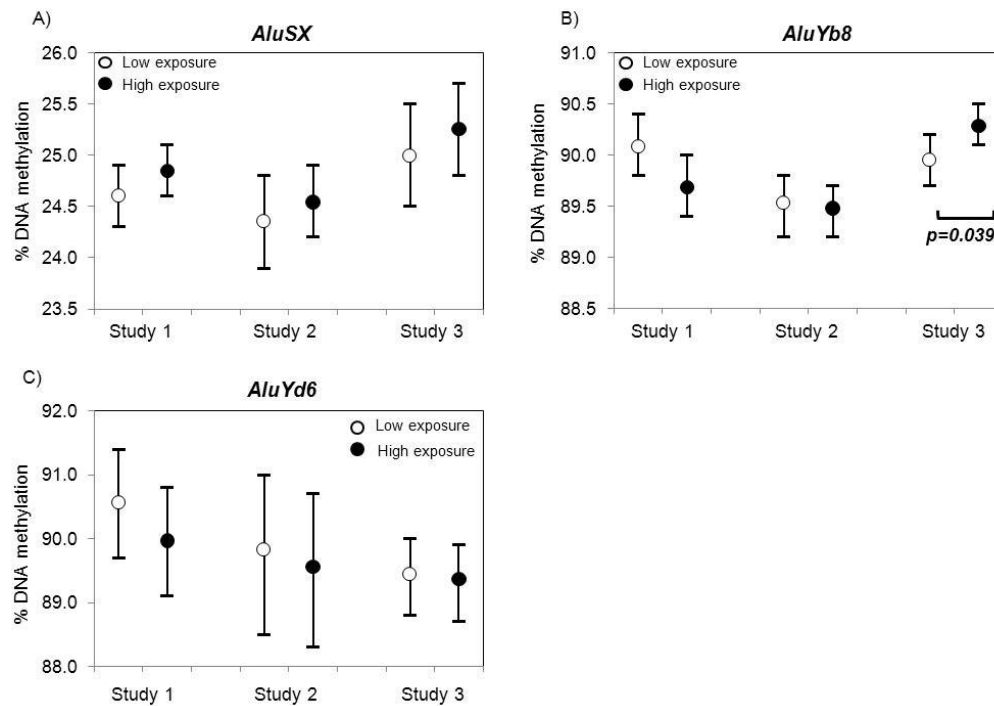 A)
AluSX
26.0
25.5
25.0
24.5
24.0
23.5
% DNA methylation
Low exposure
High exposure
Study 1 Study 2 Study 3
B)
AluYb8
91.0
90.5
90.0
89.5
89.0
88.5
% DNA methylation
Low exposure
High exposure
p=0.039
Study 1 Study 2 Study 3
C)
AluYd6
92.0
91.0
90.0
89.0
88.0
% DNA methylation
Low exposure
High exposure
Study 1 Study 2 Study 3